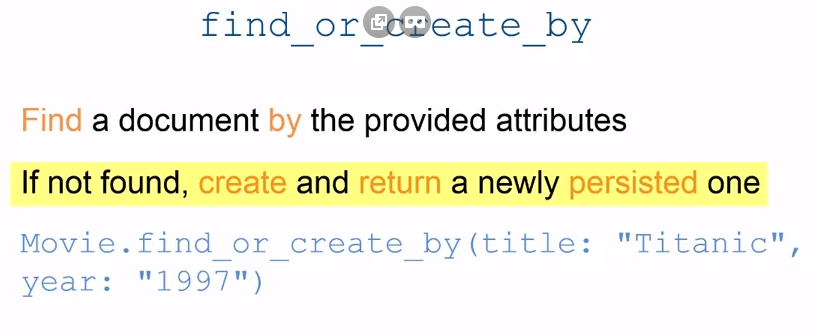 find_or_create_by
Find a document by the provided attributes
If not found, create and return a newly persisted one
Movie.find_or_create_by(title: "Titanic",
year: "1997")